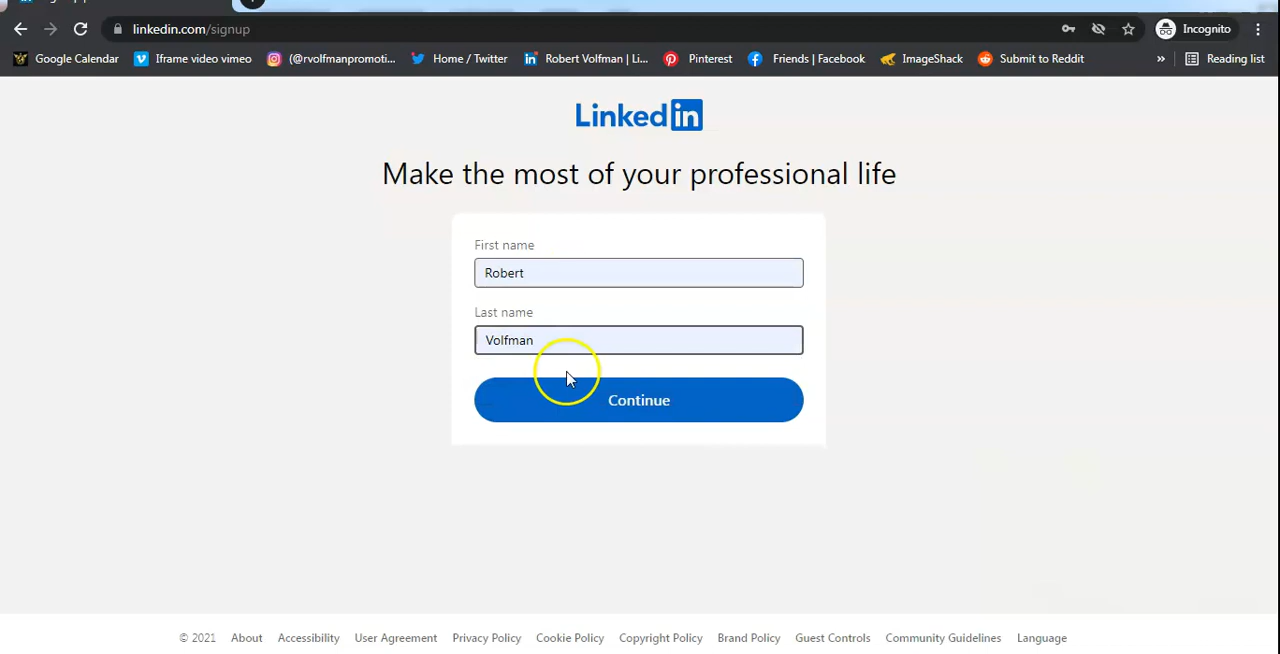 linkedin.com/signup
Incognito
Google Calendar
Iframe video vimeo
(@rvolfmanpromoti...
Home / Twitter
Robert Volfman | Li...
Pinterest
Friends | Facebook
ImageShack
Submit to Reddit
»
Reading list
Linked in
Make the most of your professional life
First name
Robert
Last name
Volfman
Continue
© 2021
About
Accessibility
User Agreement
Privacy Policy
Cookie Policy
Copyright Policy
Brand Policy
Guest Controls
Community Guidelines
Language